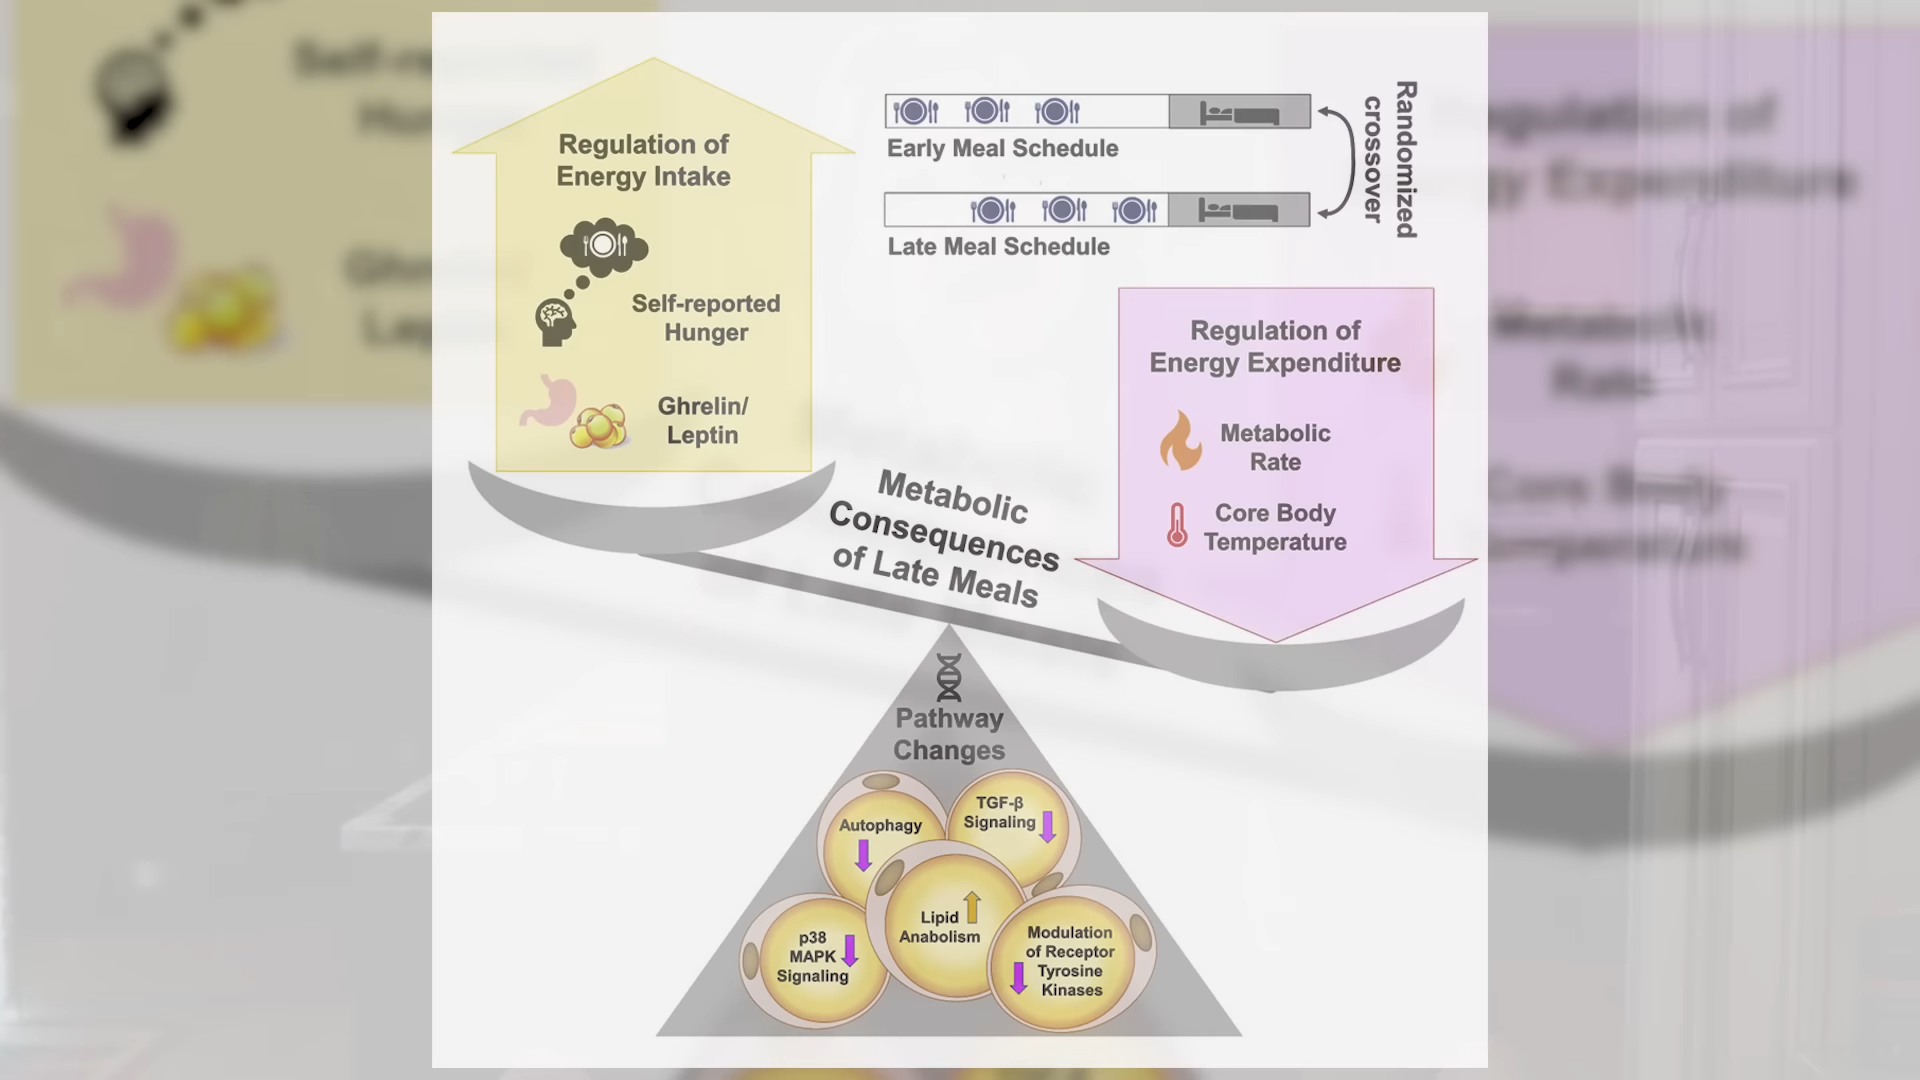 Regulation of
Energy Intake
Self-reported
Hunger
Ghrelin/
Leptin
Early Meal Schedule
Late Meal Schedule
Randomized
crossover
Regulation of
Energy Expenditure
Metabolic
Rate
Core Body
Temperature
Metabolic
Consequences
of Late Meals
Pathway
Changes
Autophagy
TGF-β
Signaling
Lipid
Anabolism
p38
MAPK
Signaling
Modulation
of Receptor
Tyrosine
Kinases